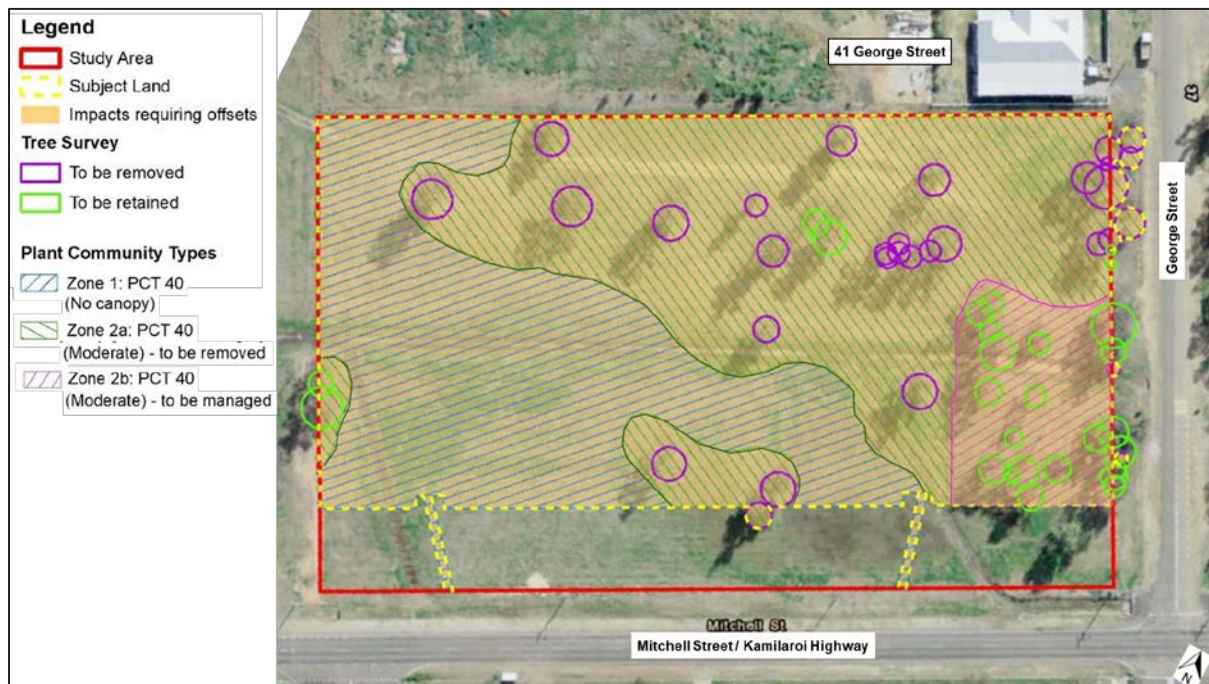 Legend
Study Area
Subject Land
Impacts requiring offsets
Tree Survey
To be removed
To be retained
Plant Community Types
Zone 1: PCT 40
(No canopy)
Zone 2a: PCT 40
(Moderate) - to be removed
Zone 2b: PCT 40
(Moderate) - to be managed
41 George Street
37
George Street
Mitchell St
Mitchell Street / Kamilaroi Highway
N